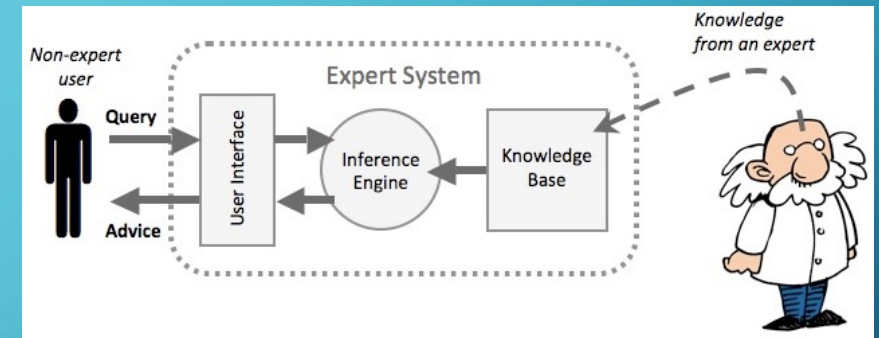 Non-expert
user
Query
Advice
Expert System
User Interface
Inference
Engine
Knowledge
Base
Knowledge
from an expert